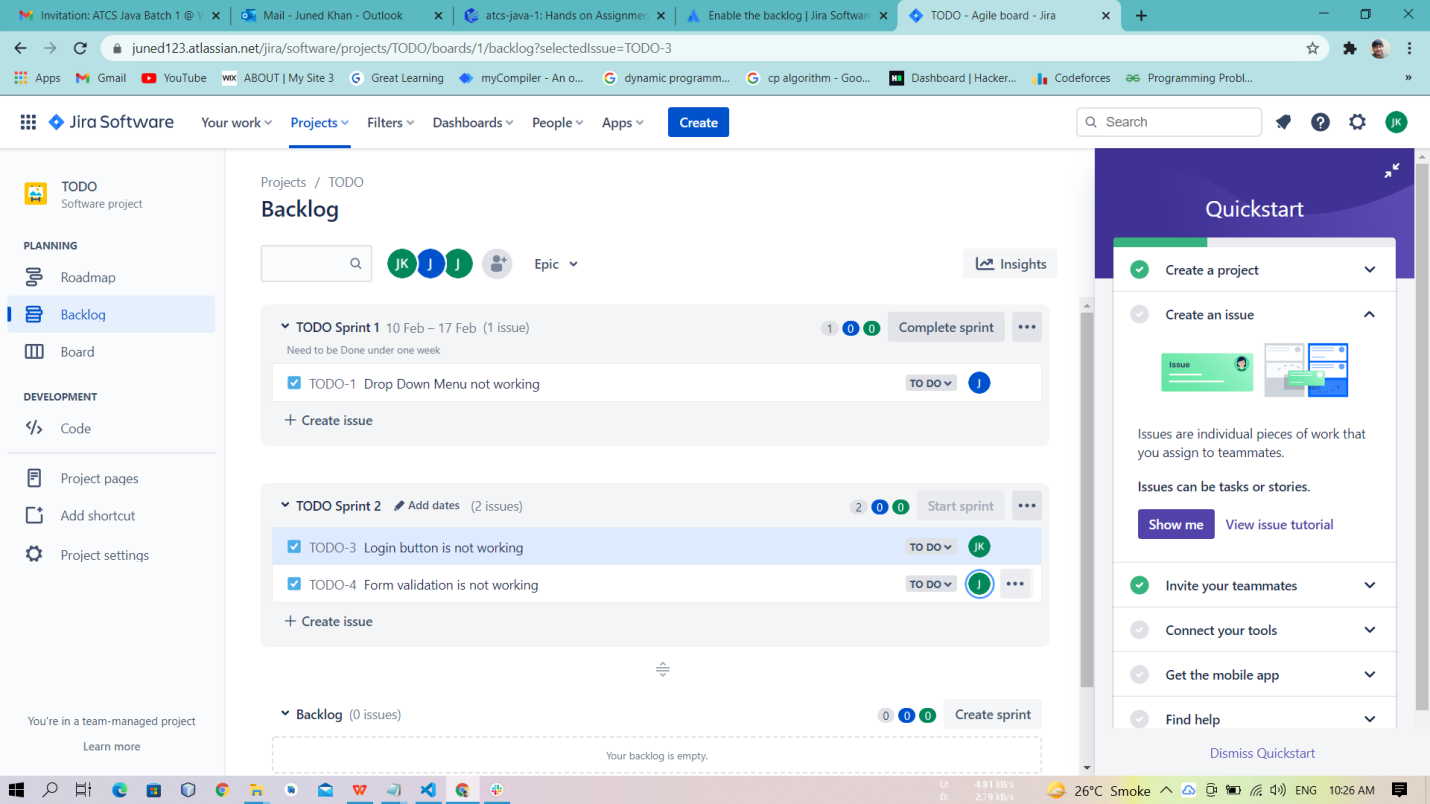 Invitation: ATCS Java Batch 1 @ W
Mail - Juned Khan - Outlook
atcs-java-1: Hands on Assignmen
Enable the backlog | Jira Softwar
TODO - Agile board - Jira
juned123.atlassian.net/jira/software/projects/TODO/boards/1/backlog?selectedIssue=TODO-3
Apps
Gmail
YouTube
WIX ABOUT | My Site 3
Great Learning
myCompiler - An o...
dynamic programm...
cp algorithm - Goo...
Dashboard | Hacker...
Codeforces
Programming Probl...
Jira Software
Your work
Projects
Filters
Dashboards
People
Apps
Create
Search
JK
TODO
Software project
PLANNING
Roadmap
Backlog
Board
DEVELOPMENT
Code
Project pages
Add shortcut
Project settings
You're in a team-managed project
Learn more
Projects / TODO
Backlog
JK J J
Epic
Insights
TODO Sprint 1 10 Feb – 17 Feb (1 issue)
1 0 0
Complete sprint
Need to be Done under one week
TODO-1 Drop Down Menu not working
TO DO
J
+ Create issue
TODO Sprint 2 Add dates (2 issues)
2 0 0
Start sprint
TODO-3 Login button is not working
TO DO
JK
TODO-4 Form validation is not working
TO DO
J
+ Create issue
Backlog (0 issues)
0 0 0
Create sprint
Your backlog is empty.
Quickstart
Create a project
Create an issue
Issue
Issues are individual pieces of work that
you assign to teammates.
Issues can be tasks or stories.
Show me
View issue tutorial
Invite your teammates
Connect your tools
Get the mobile app
Find help
Dismiss Quickstart
U: 4.81 kB/s
D: 2.79 kB/s
26°C Smoke
ENG
10:26 AM